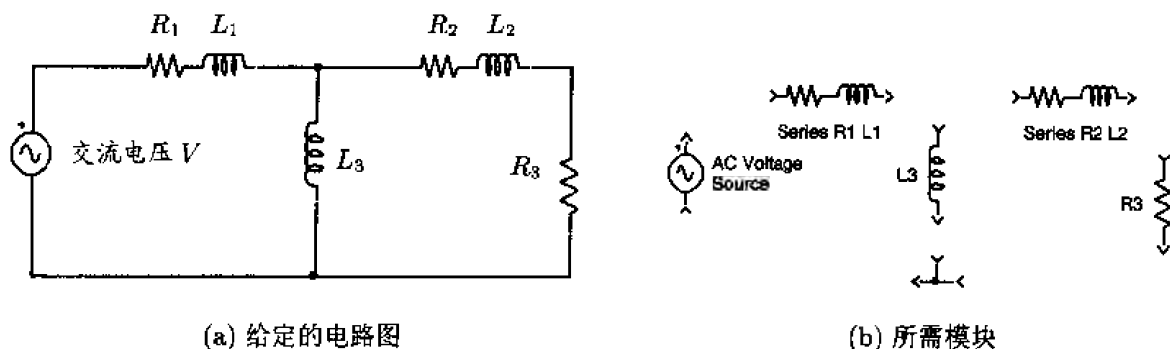 R₁ L₁
R₂ L₂
交流电压 V
L₃
R₃
(a) 给定的电路图
Series R1 L1
Series R2 L2
AC Voltage
Source
L3
R3
(b) 所需模块